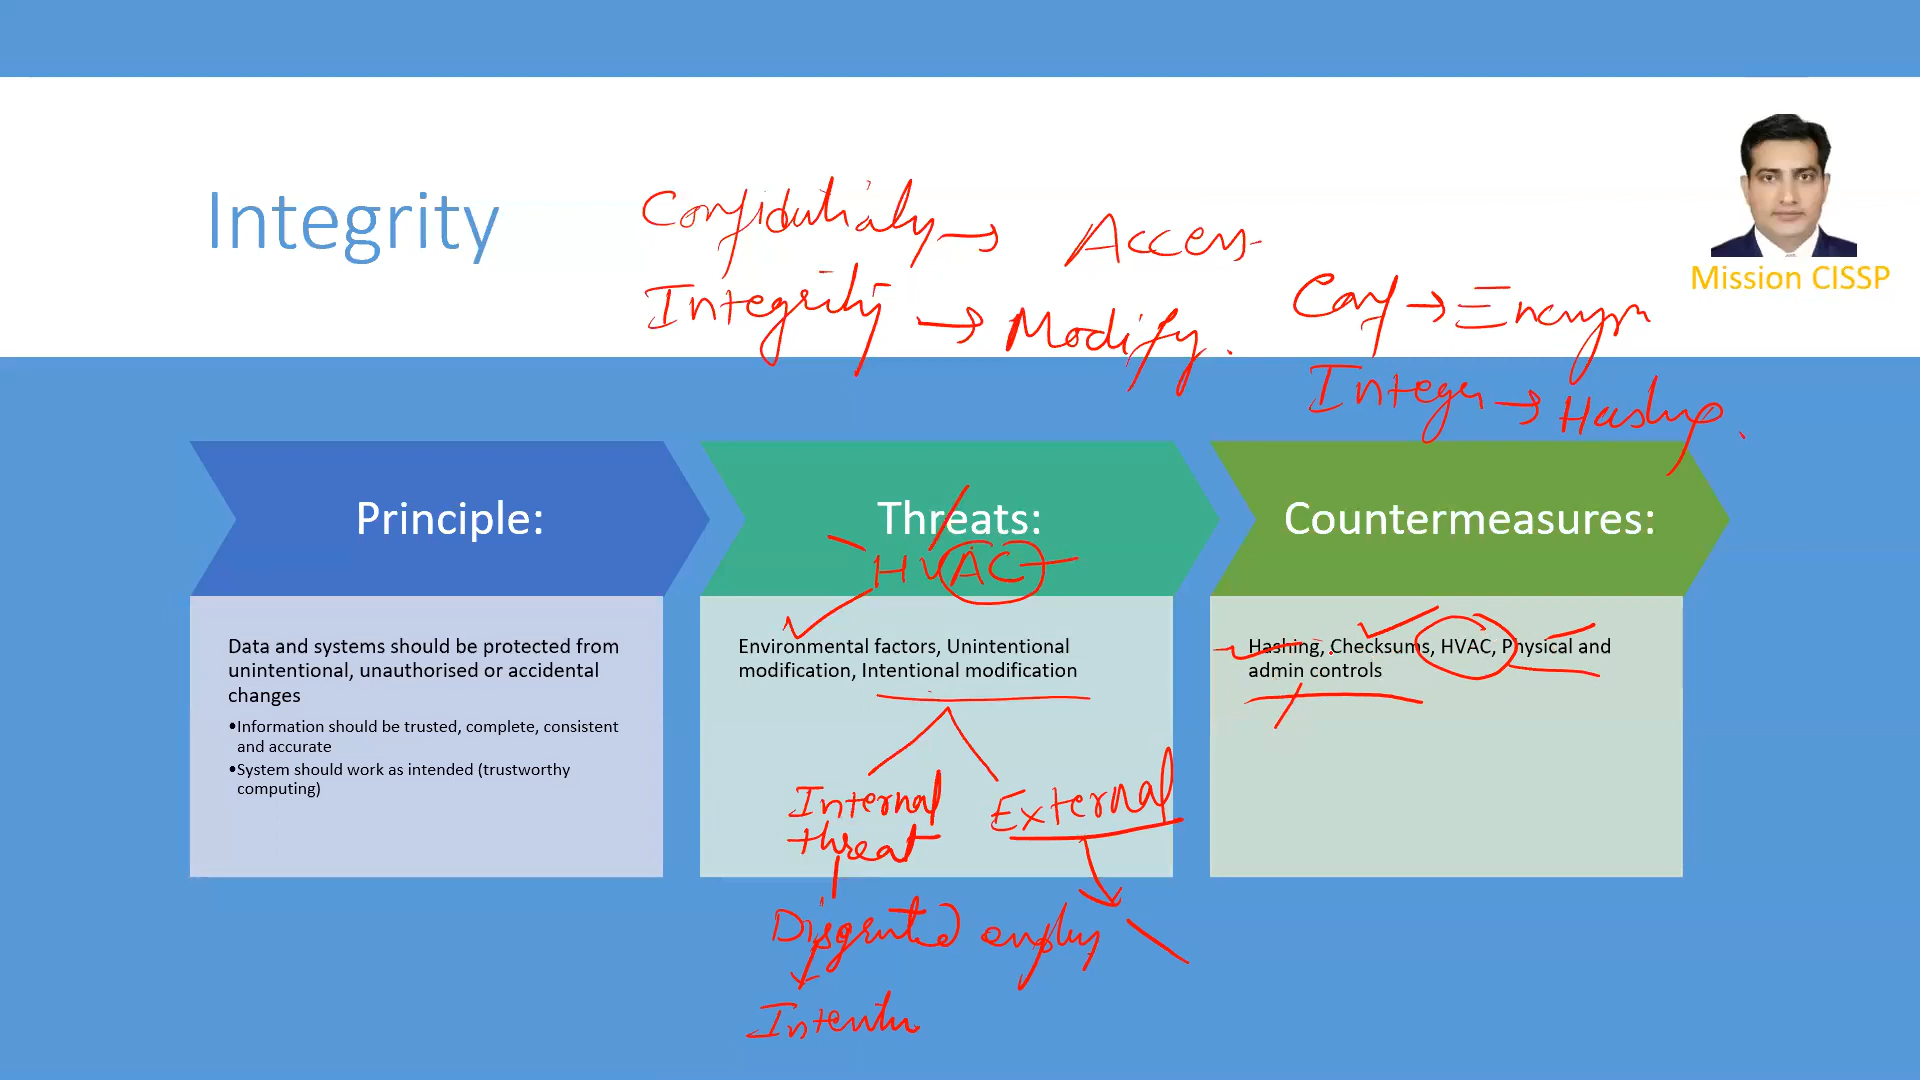 Integrity
Confidentiality → Access
Integrity → Modify.
Conf → Encryp
Integr → Hashing.
Mission CISSP
Principle:
Data and systems should be protected from
unintentional, unauthorised or accidental
changes
•Information should be trusted, complete, consistent
and accurate
•System should work as intended (trustworthy
computing)
Threats:
HVAC
Environmental factors, Unintentional
modification, Intentional modification
Internal
threat
External
Disgruted employ
Intentn
Countermeasures:
Hashing, Checksums, HVAC, Physical and
admin controls